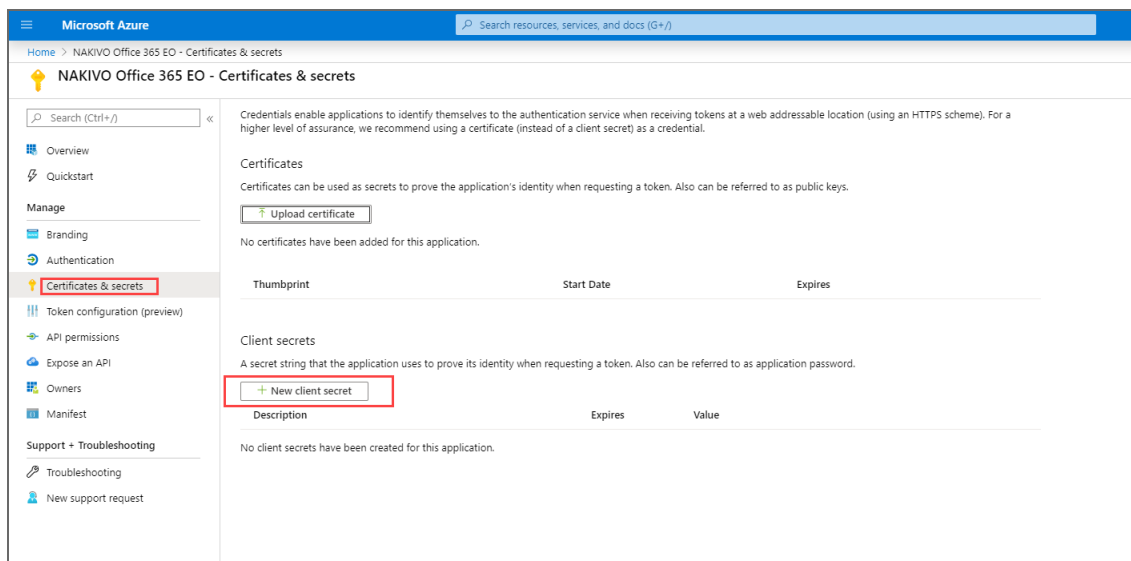 Microsoft Azure
Search resources, services, and docs (G+/)
Home > NAKIVO Office 365 EO - Certificates & secrets
NAKIVO Office 365 EO - Certificates & secrets
Search (Ctrl+/)
«
Overview
Quickstart
Manage
Branding
Authentication
Certificates & secrets
Token configuration (preview)
API permissions
Expose an API
Owners
Manifest
Support + Troubleshooting
Troubleshooting
New support request
Credentials enable applications to identify themselves to the authentication service when receiving tokens at a web addressable location (using an HTTPS scheme). For a
higher level of assurance, we recommend using a certificate (instead of a client secret) as a credential.
Certificates
Certificates can be used as secrets to prove the application's identity when requesting a token. Also can be referred to as public keys.
Upload certificate
No certificates have been added for this application.
Thumbprint Start Date Expires
Client secrets
A secret string that the application uses to prove its identity when requesting a token. Also can be referred to as application password.
New client secret
Description Expires Value
No client secrets have been created for this application.